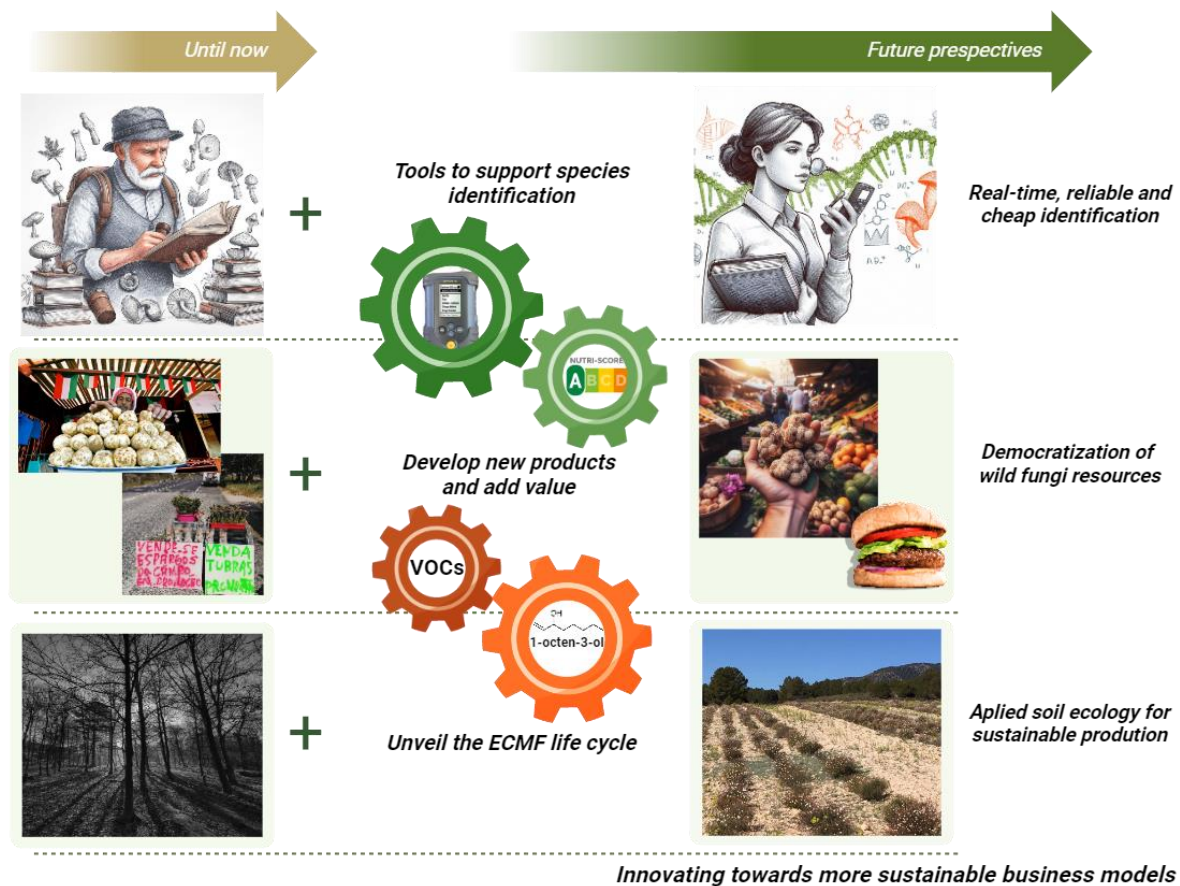 Until now
Future prespectives
Tools to support species
identification
Real-time, reliable and
cheap identification
NUTRI-SCORE
A B C D
Develop new products
and add value
Democratization of
wild fungi resources
VENDE-SE
ESPARGOS
DO CAMPO
VENDA
TUBRAS
VOCs
OH
1-octen-3-ol
Unveil the ECMF life cycle
Aplied soil ecology for
sustainable prodution
Innovating towards more sustainable business models